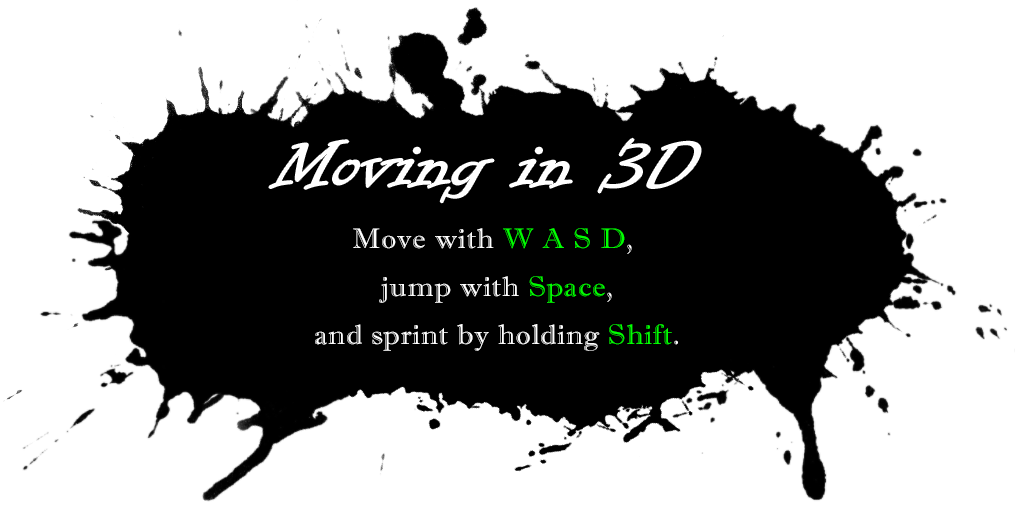 Moving in 3D
Move with W A S D,
jump with Space,
and sprint by holding Shift.